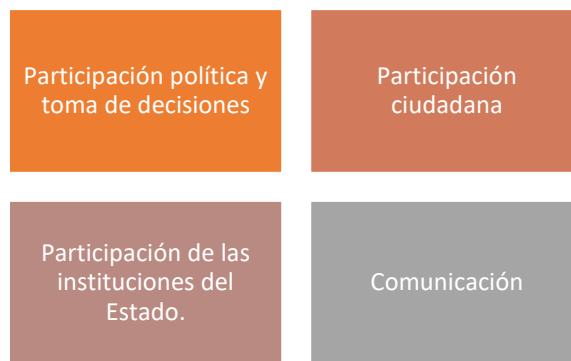 Participación política y
toma de decisiones
Participación
ciudadana
Participación de las
instituciones del
Estado.
Comunicación